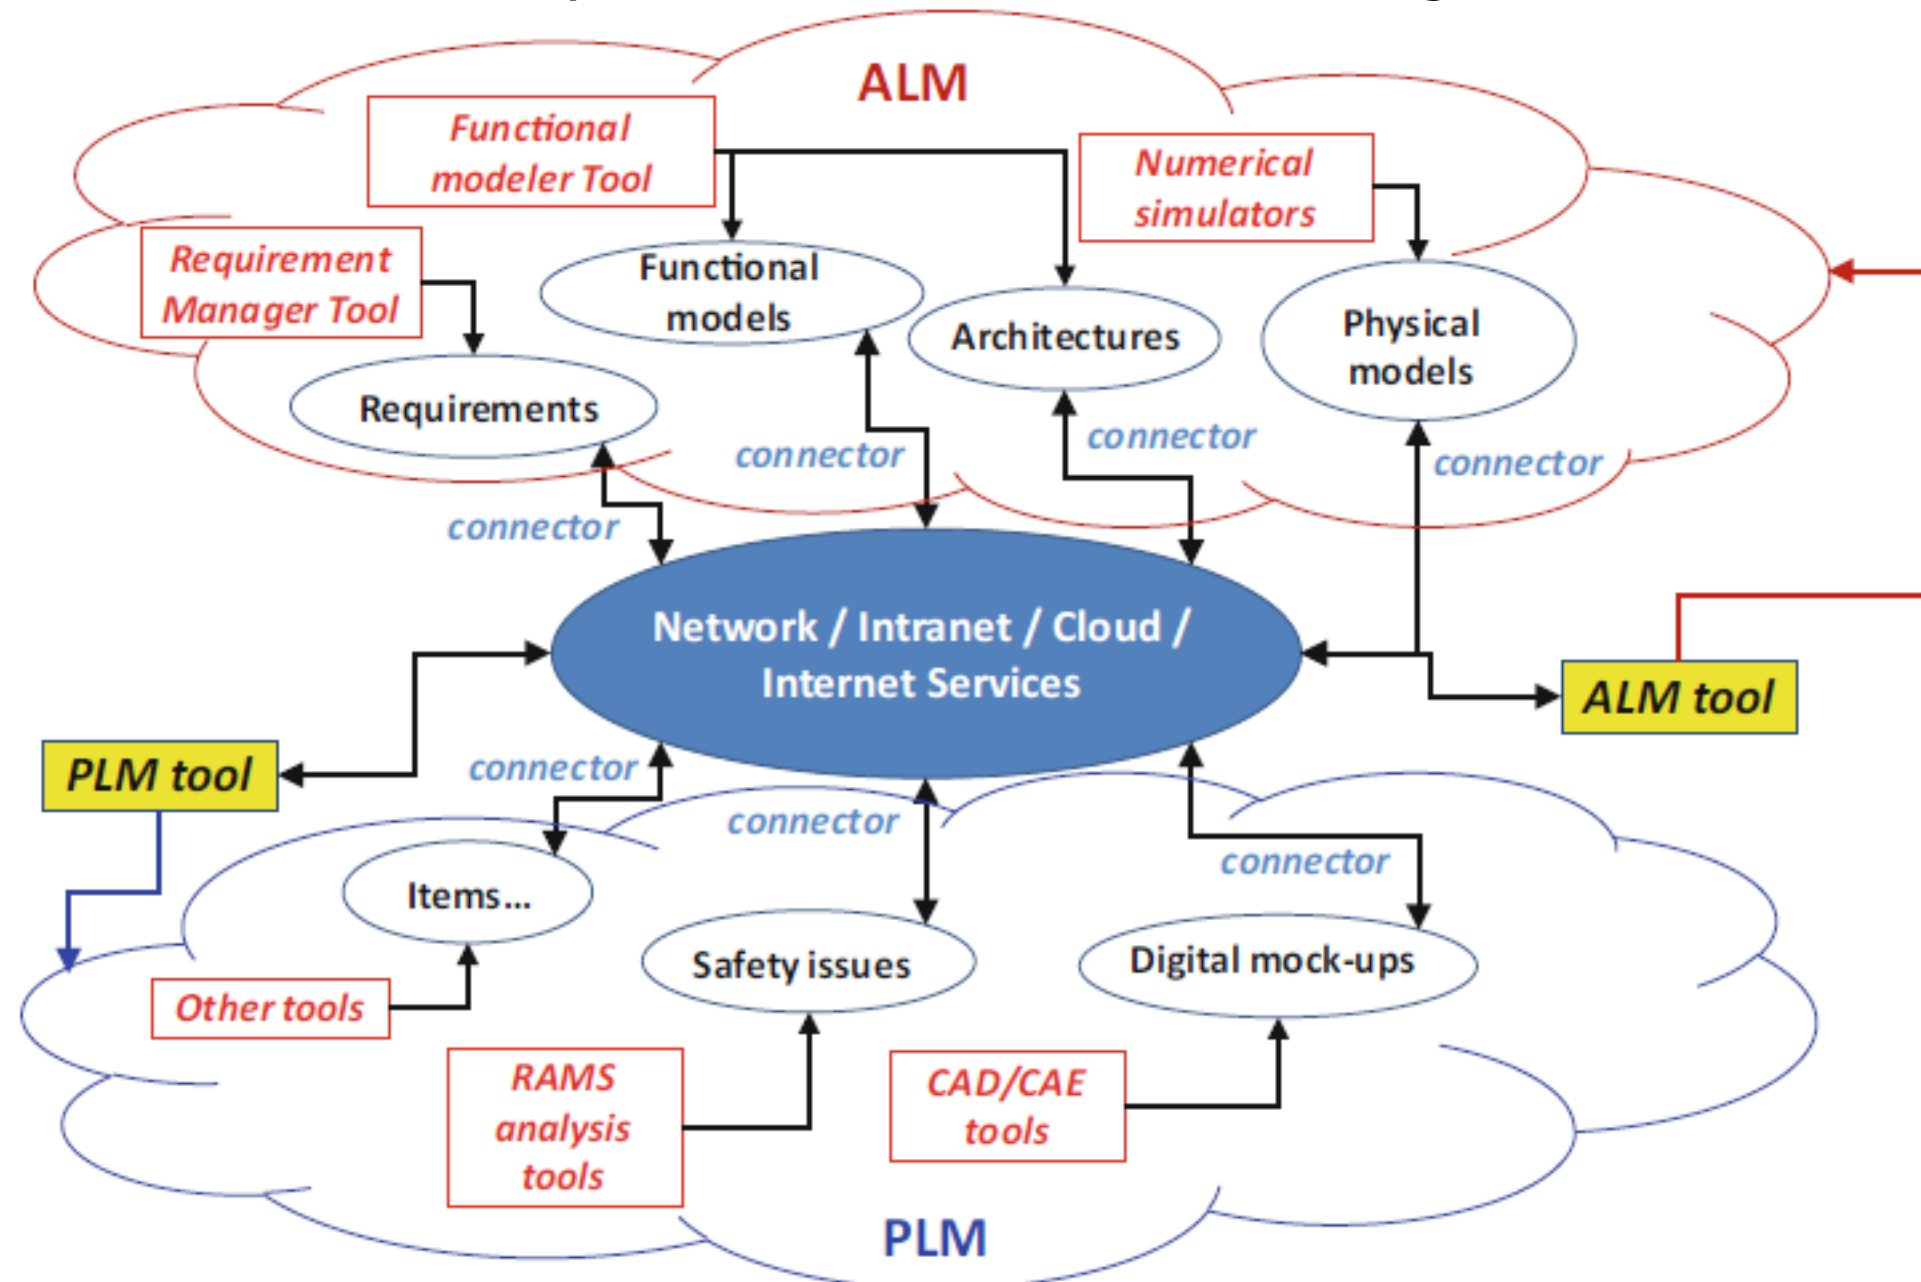 ALM
Functional
modeler Tool
Numerical
simulators
Requirement
Manager Tool
Functional
models
Architectures
Physical
models
Requirements
connector
connector
connector
connector
Network / Intranet / Cloud /
Internet Services
ALM tool
PLM tool
connector
connector
connector
Items...
Safety issues
Digital mock-ups
Other tools
RAMS
analysis
tools
CAD/CAE
tools
PLM